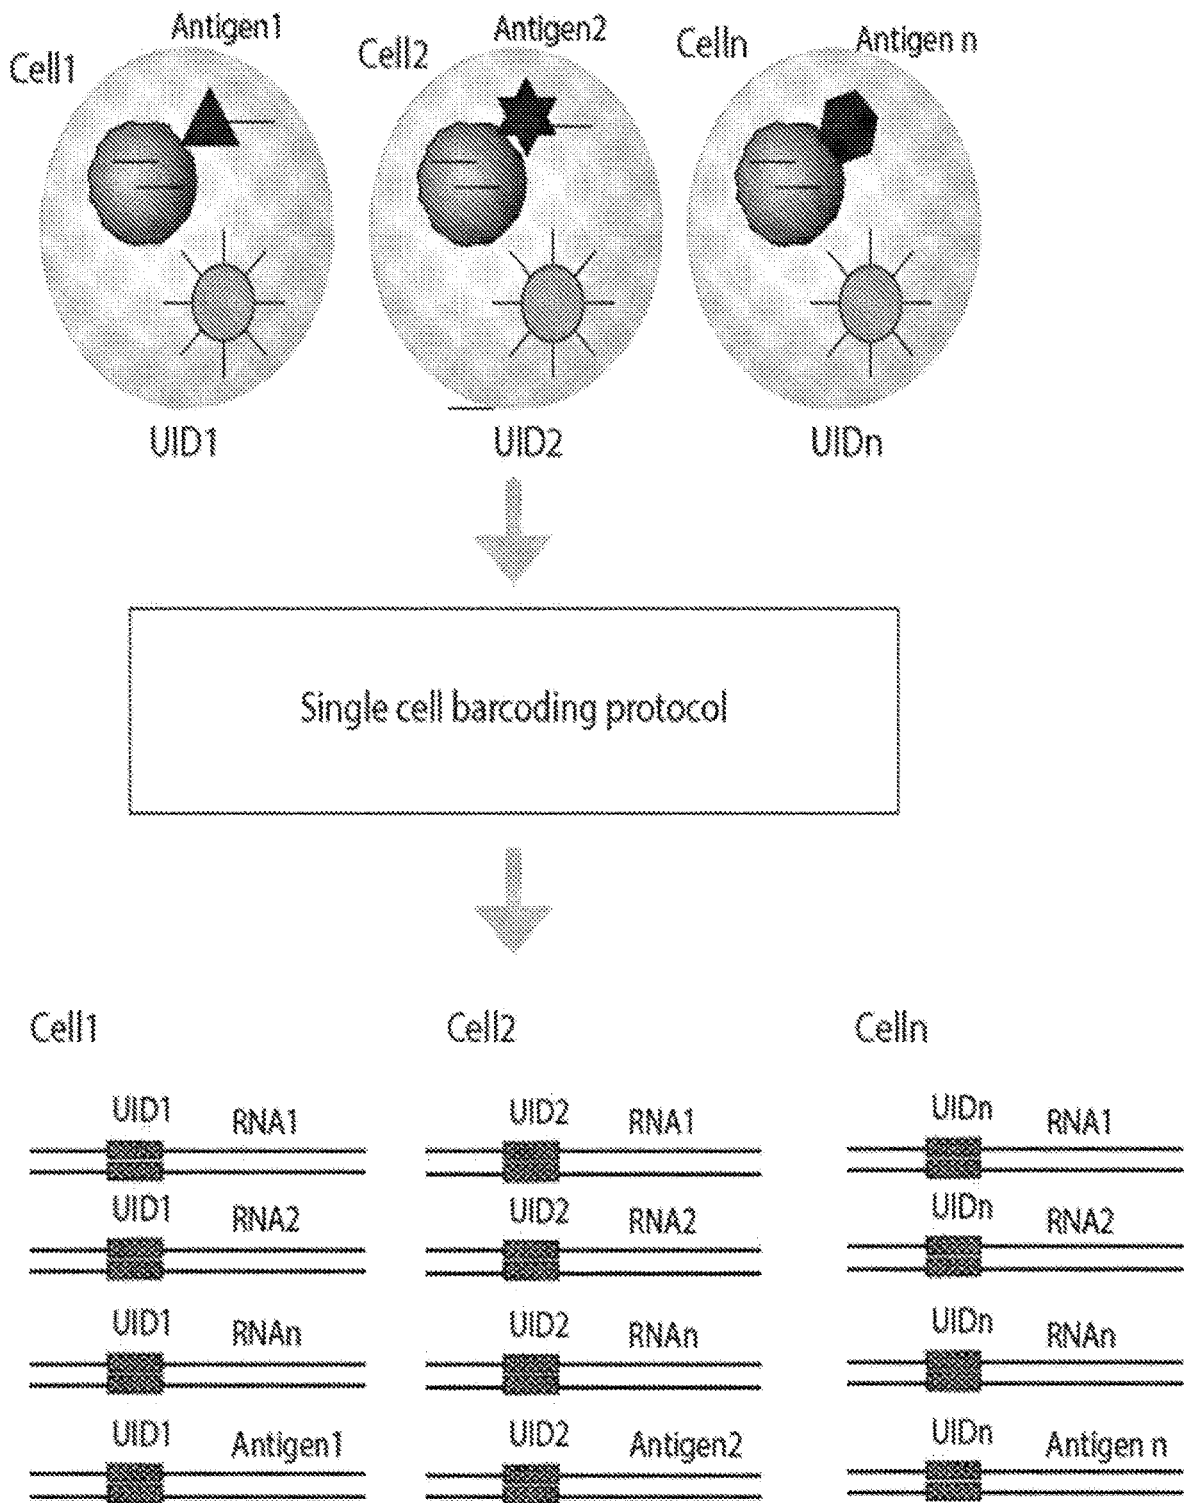 Cell1
Antigen1
Cell2
Antigen2
Celln
Antigen n
UID1
UID2
UIDn
Single cell barcoding protocol
Cell1
Cell2
Celln
UID1 RNA1
UID2 RNA1
UIDn RNA1
UID1 RNA2
UID2 RNA2
UIDn RNA2
UID1 RNAn
UID2 RNAn
UIDn RNAn
UID1 Antigen1
UID2 Antigen2
UIDn Antigen n